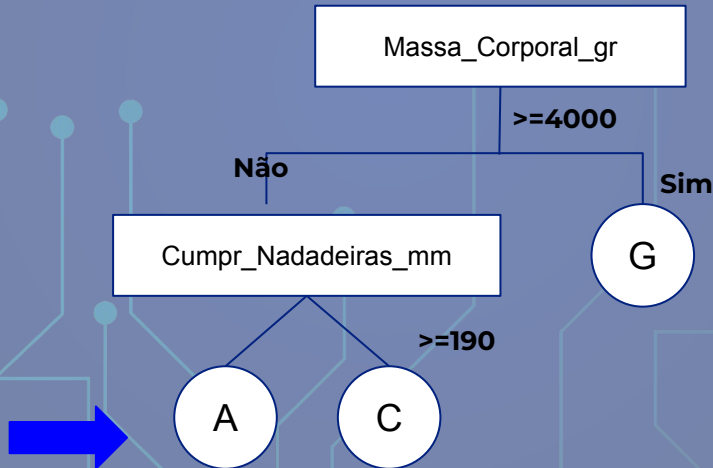 Massa_Corporal_gr
>=4000
Não
Sim
Cumpr_Nadadeiras_mm
G
>=190
A
C